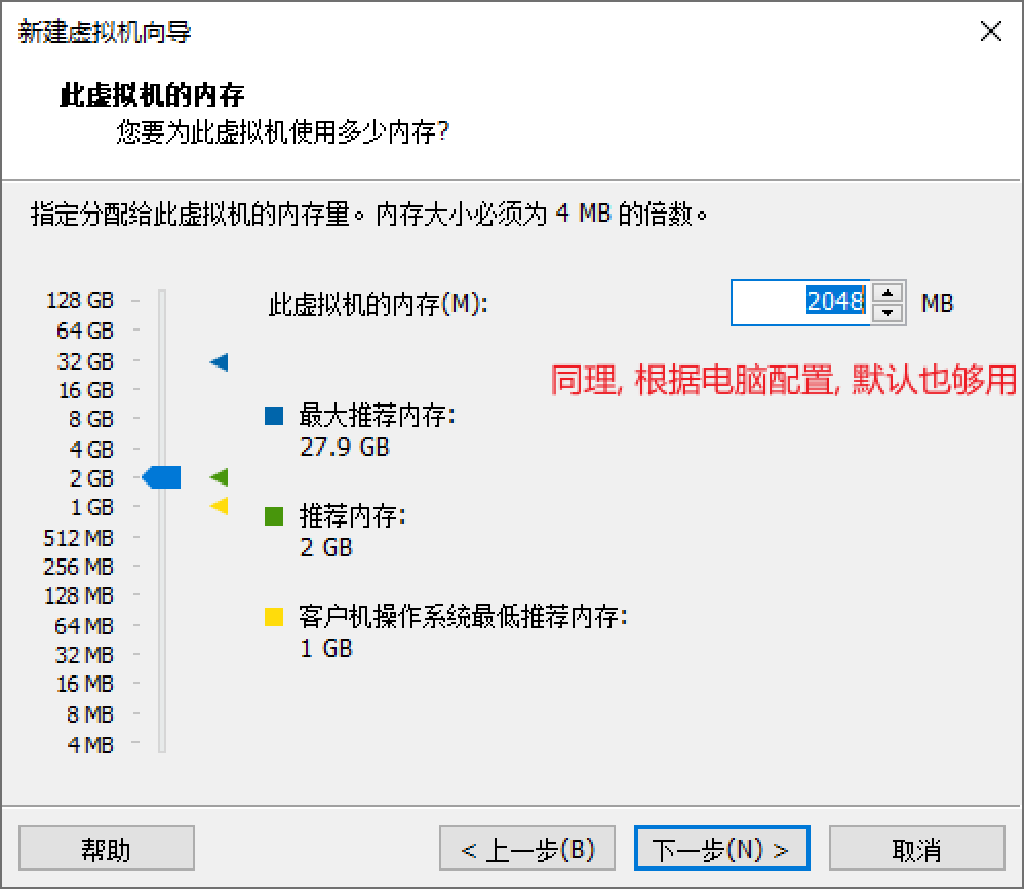 新建虚拟机向导
此虚拟机的内存
您要为此虚拟机使用多少内存?
指定分配给此虚拟机的内存量。内存大小必须为 4 MB 的倍数。
128 GB
64 GB
32 GB
16 GB
8 GB
4 GB
2 GB
1 GB
512 MB
256 MB
128 MB
64 MB
32 MB
16 MB
8 MB
4 MB
此虚拟机的内存(M): 2048 MB
同理, 根据电脑配置, 默认也够用
最大推荐内存:
27.9 GB
推荐内存:
2 GB
客户机操作系统最低推荐内存:
1 GB
帮助
< 上一步(B)
下一步(N) >
取消